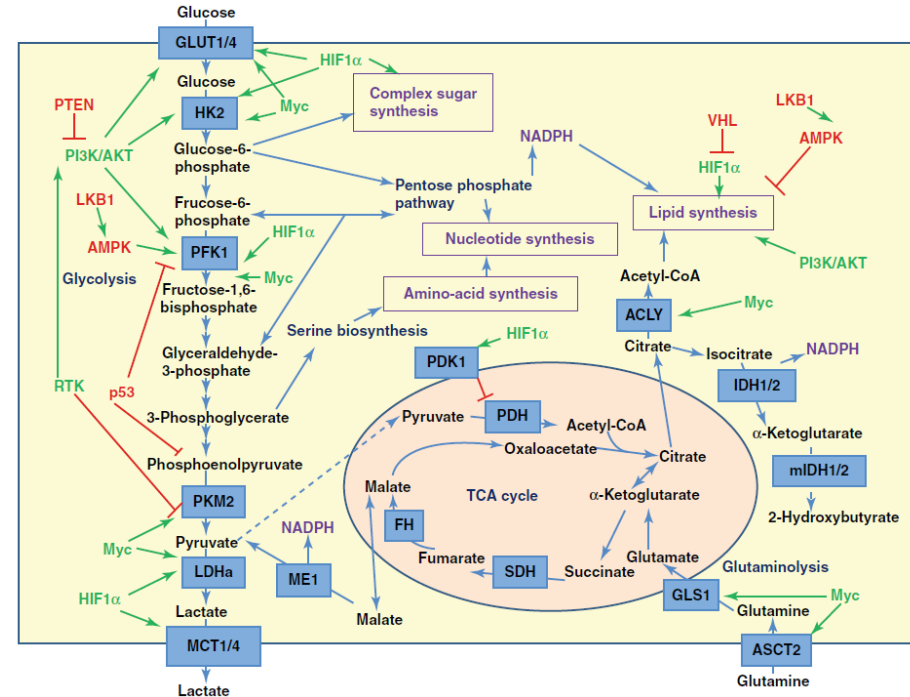 Glucose
GLUT1/4
HIF1α
Glucose
Complex sugar
synthesis
PTEN
HK2
Myc
LKB1
VHL
NADPH
AMPK
PI3K/AKT
Glucose-6-
phosphate
HIF1α
Pentose phosphate
pathway
LKB1
Frucose-6-
phosphate
Lipid synthesis
HIF1α
Nucleotide synthesis
AMPK
PFK1
PI3K/AKT
Glycolysis
Myc
Acetyl-CoA
Fructose-1,6-
bisphosphate
Amino-acid synthesis
Myc
ACLY
Serine biosynthesis
HIF1α
Citrate
Isocitrate
NADPH
Glyceraldehyde-
3-phosphate
PDK1
IDH1/2
RTK
p53
3-Phosphoglycerate
Pyruvate
PDH
Acetyl-CoA
α-Ketoglutarate
Oxaloacetate
Citrate
Phosphoenolpyruvate
mIDH1/2
Malate
TCA cycle
α-Ketoglutarate
PKM2
2-Hydroxybutyrate
NADPH
FH
Pyruvate
Myc
Fumarate
Glutamate
LDHa
ME1
SDH
Succinate
Glutaminolysis
HIF1α
GLS1
Myc
Lactate
Malate
Glutamine
MCT1/4
ASCT2
Lactate
Glutamine